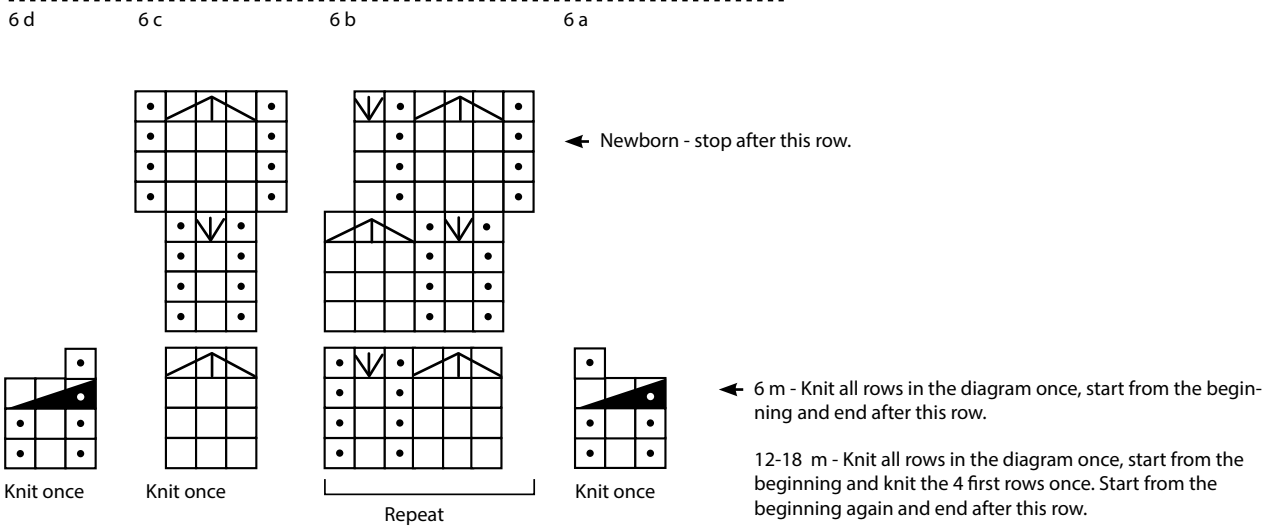 6 d 6 c 6 b 6 a
Newborn - stop after this row.
6 m - Knit all rows in the diagram once, start from the begin-
ning and end after this row.
12-18 m - Knit all rows in the diagram once, start from the
beginning and knit the 4 first rows once. Start from the
beginning again and end after this row.
Knit once Knit once Knit once
Repeat